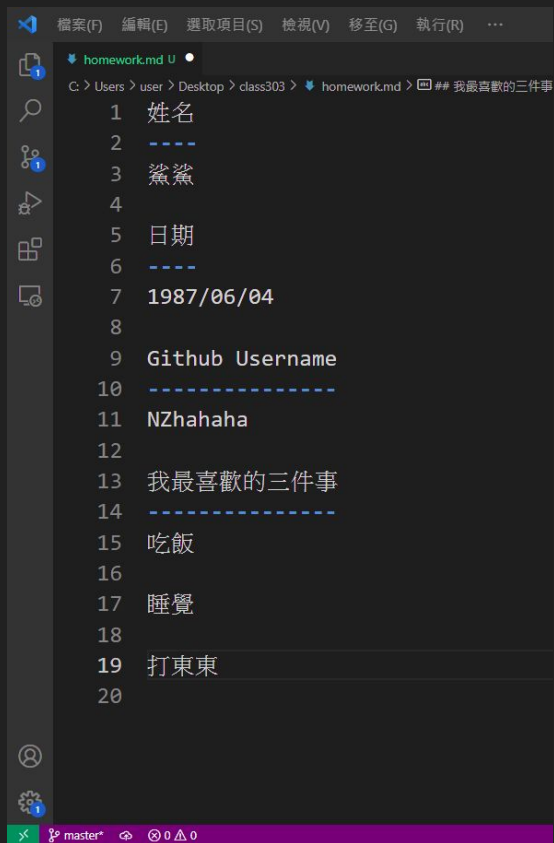 檔案(F) 編輯(E) 選取項目(S) 檢視(V) 移至(G) 執行(R) ...
homework.md U ●
C: > Users > user > Desktop > class303 > homework.md > ## 我最喜歡的三件事
1 姓名
2 ----
3 鯊鯊
4
5 日期
6 ----
7 1987/06/04
8
9 Github Username
10 ---------------
11 NZhahaha
12
13 我最喜歡的三件事
14 ---------------
15 吃飯
16
17 睡覺
18
19 打東東
20
1
1
1
master* 0 0